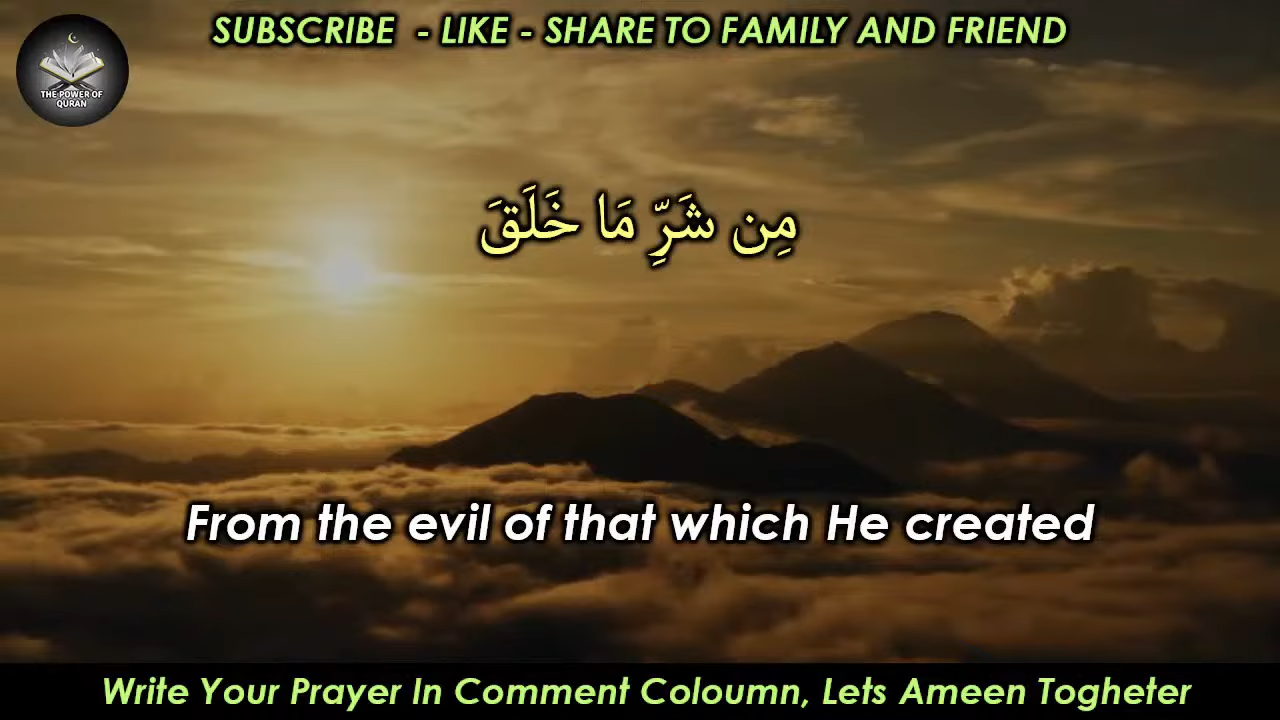 SUBSCRIBE - LIKE - SHARE TO FAMILY AND FRIEND
THE POWER OF
QURAN
مِن شَرِّ مَا خَلَقَ
From the evil of that which He created
Write Your Prayer In Comment Coloumn, Lets Ameen Togheter